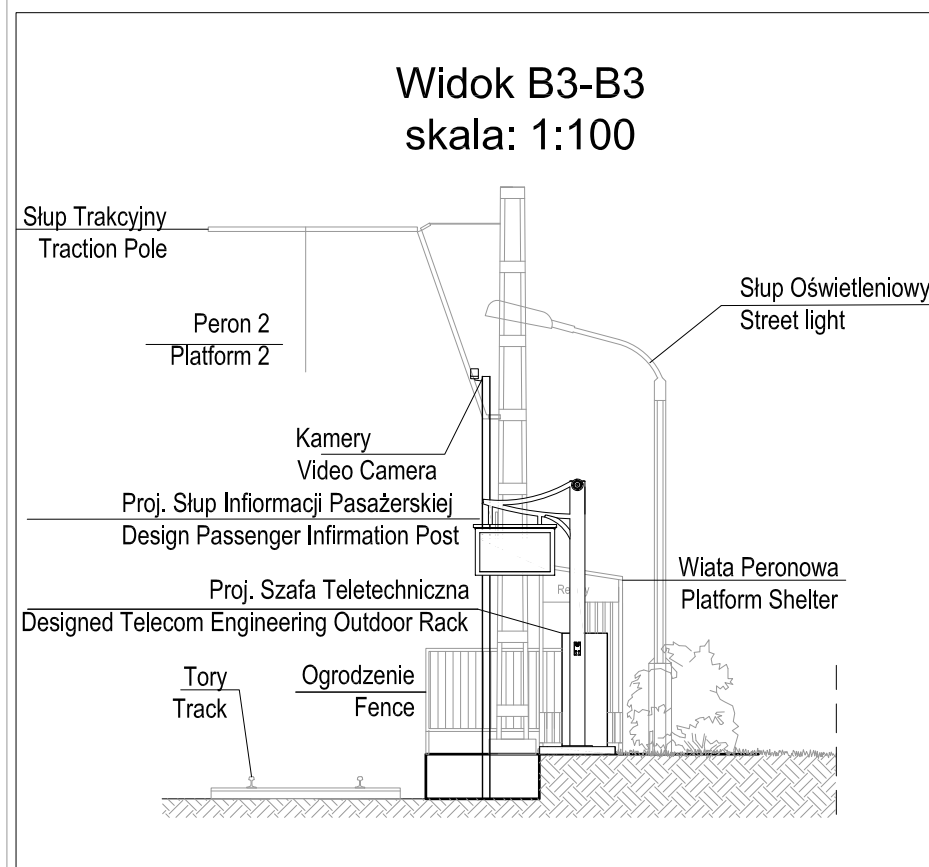 Widok B3-B3
skala: 1:100
Słup Trakcyjny
Traction Pole
Słup Oświetleniowy
Street light
Peron 2
Platform 2
Kamery
Video Camera
Proj. Słup Infiormacji Pasażerskiej
Design Passenger Infirmation Post
Wiata Peronowa
Platform Shelter
Proj. Szafa Teletechniczna
Designed Telecom Engineering Outdoor Rack
Tory
Track
Ogrodzenie
Fence